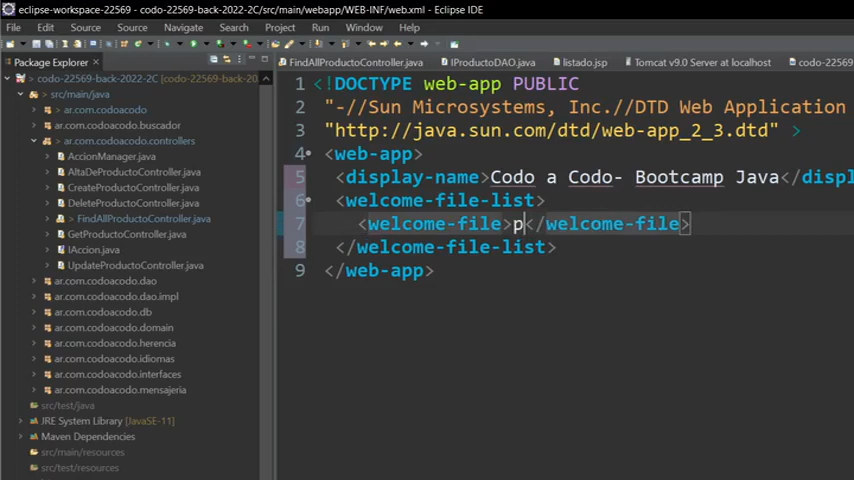 eclipse-workspace-22569 - codo-22569-back-2022-2C/src/main/webapp/WEB-INF/web.xml - Eclipse IDE
File Edit Source Navigate Search Project Run Window Help
Package Explorer
codo-22569-back-2022-2C [codo-22569-back-20
src/main/java
ar.com.codoacodo
ar.com.codoacodo.buscador
ar.com.codoacodo.controllers
AccionManager.java
AltaDeProductoController.java
CreateProductoController.java
DeleteProductoController.java
FindAllProductoController.java
GetProductoController.java
IAccion.java
UpdateProductoController.java
ar.com.codoacodo.dao
ar.com.codoacodo.dao.impl
ar.com.codoacodo.db
ar.com.codoacodo.domain
ar.com.codoacodo.herencia
ar.com.codoacodo.idiomas
ar.com.codoacodo.interfaces
ar.com.codoacodo.mensajeria
src/test/java
JRE System Library [JavaSE-11]
Maven Dependencies
src/main/resources
src/test/resources
FindAllProductoController.java IProductoDAO.java listado.jsp Tomcat v9.0 Server at localhost codo-22569
1 <!DOCTYPE web-app PUBLIC
2 "-//Sun Microsystems, Inc.//DTD Web Application
3 "http://java.sun.com/dtd/web-app_2_3.dtd" >
4 <web-app>
5 <display-name>Codo a Codo- Bootcamp Java</displ
6 <welcome-file-list>
7 <welcome-file>p</welcome-file>
8 </welcome-file-list>
9 </web-app>